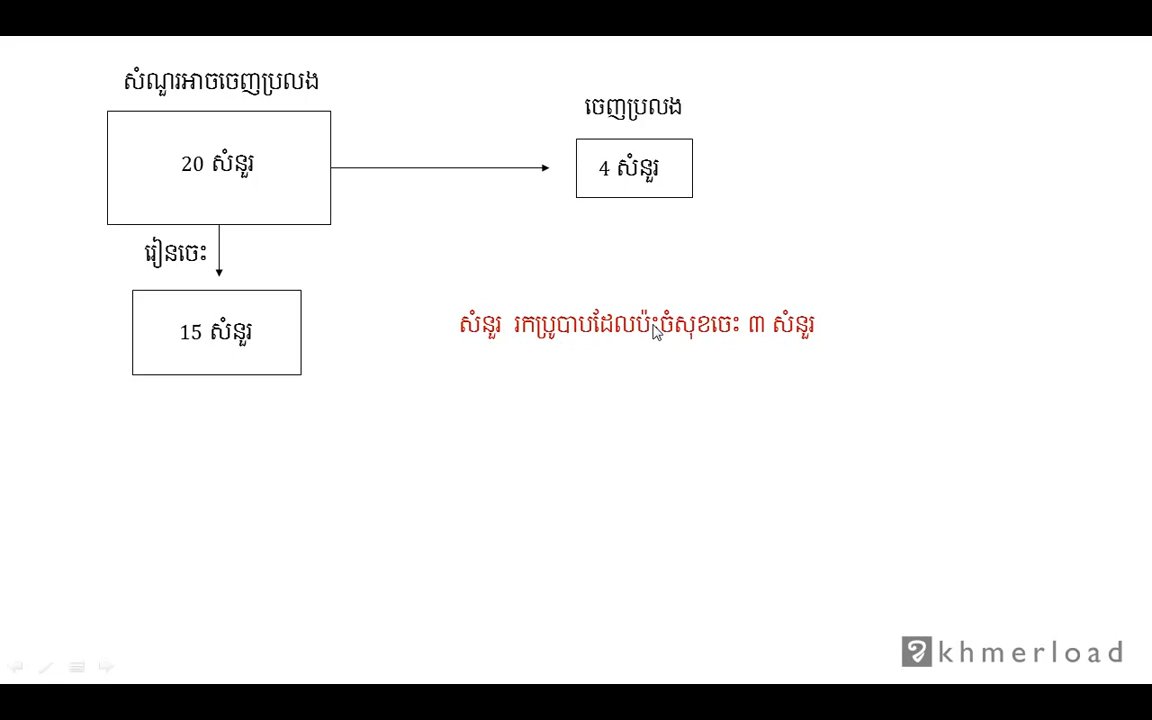 សំណួរអាចចេញប្រលង
ចេញប្រលង
20 សំនួរ
4 សំនួរ
រៀនចេះ
15 សំនួរ
សំនួរ រកប្រូបាបដែលប៉ះចំសុខចេះ ៣ សំនួរ
khmerload